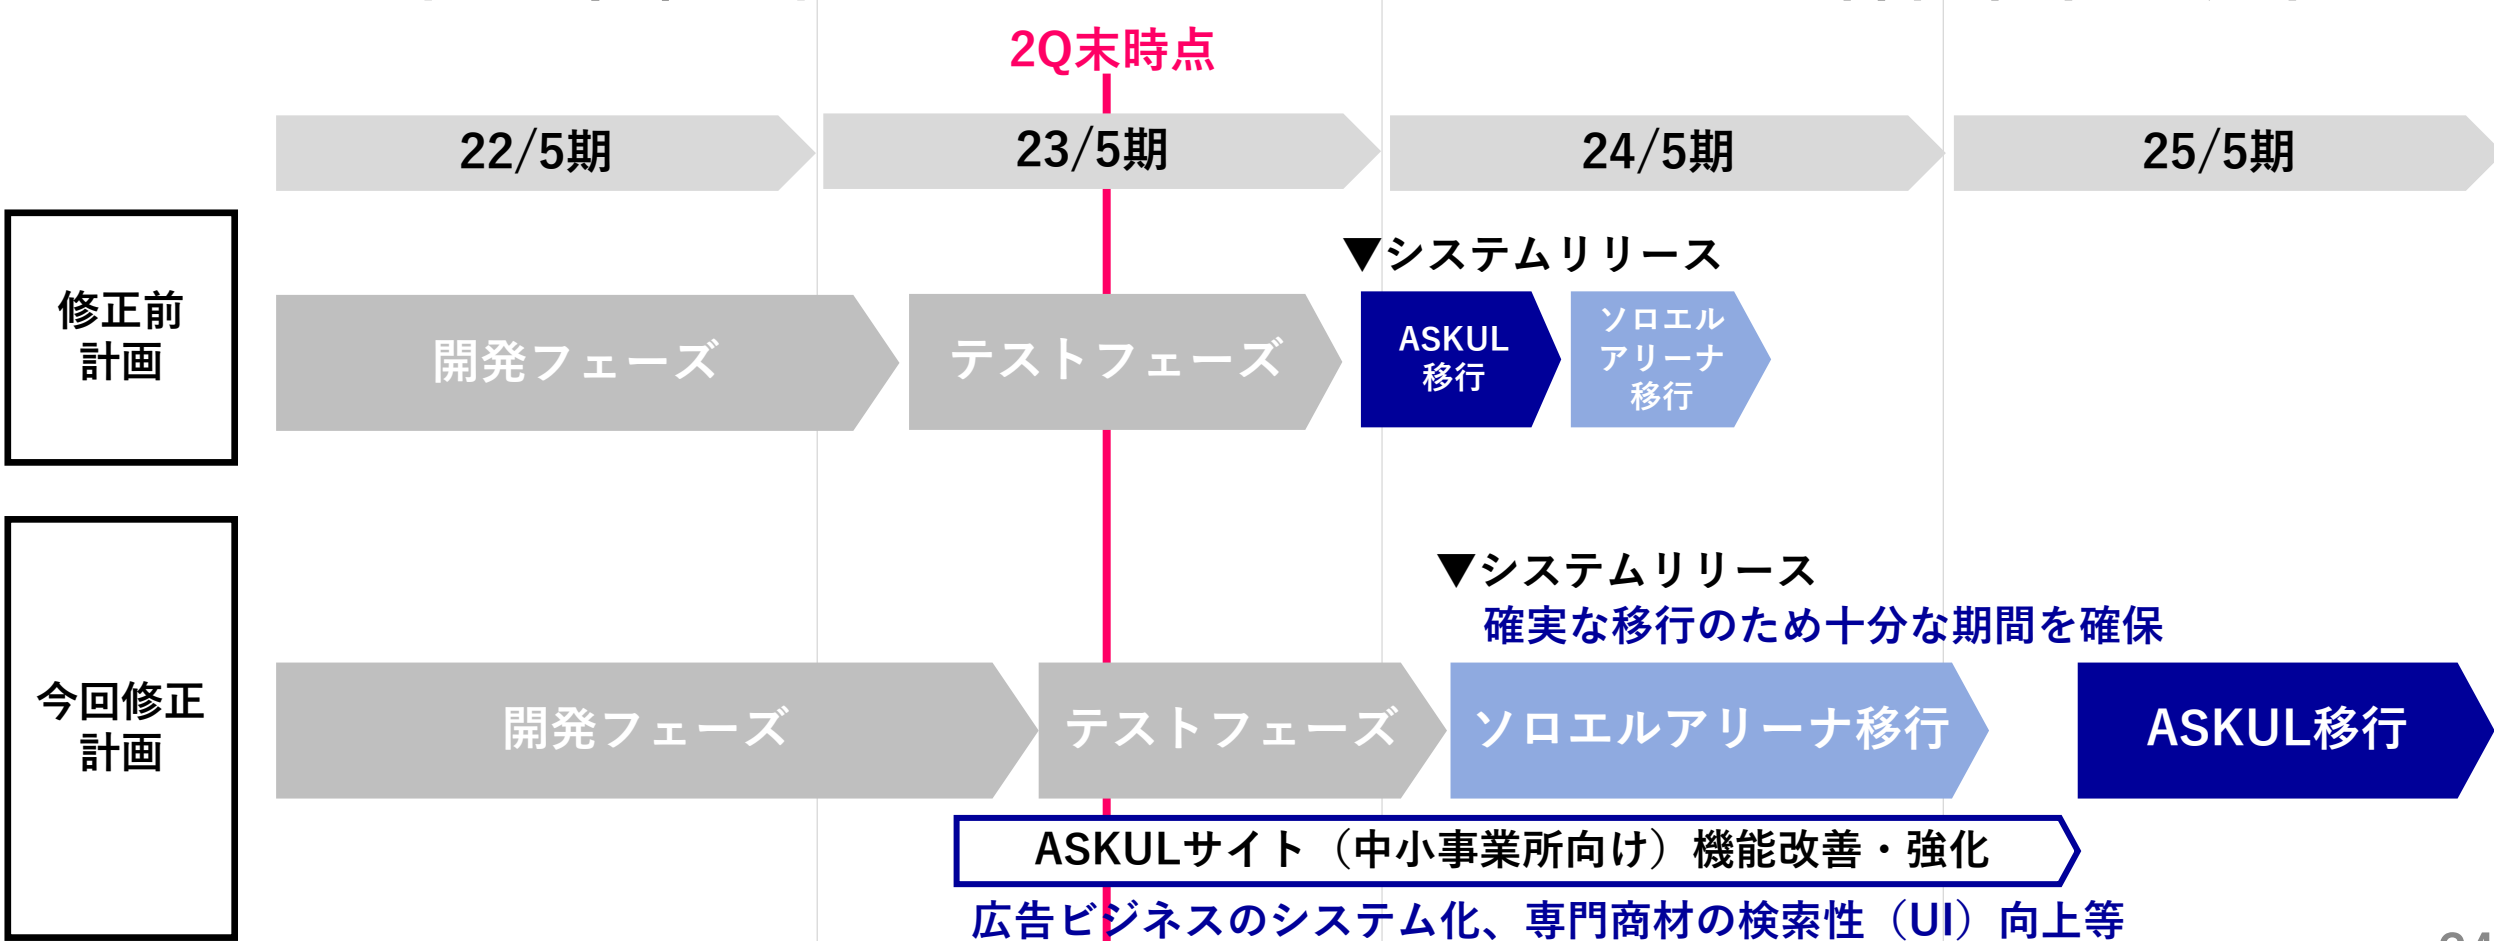 2Q末時点
22/5期
23/5期
24/5期
25/5期
修正前
計画
▼システムリリース
開発フェーズ
テストフェーズ
ASKUL
移行
ソロエル
アリーナ
移行
今回修正
計画
▼システムリリース
確実な移行のため十分な期間を確保
開発フェーズ
テストフェーズ
ソロエルアリーナ移行
ASKUL移行
ASKULサイト（中小事業所向け）機能改善・強化
広告ビジネスのシステム化、専門商材の検索性（UI）向上等